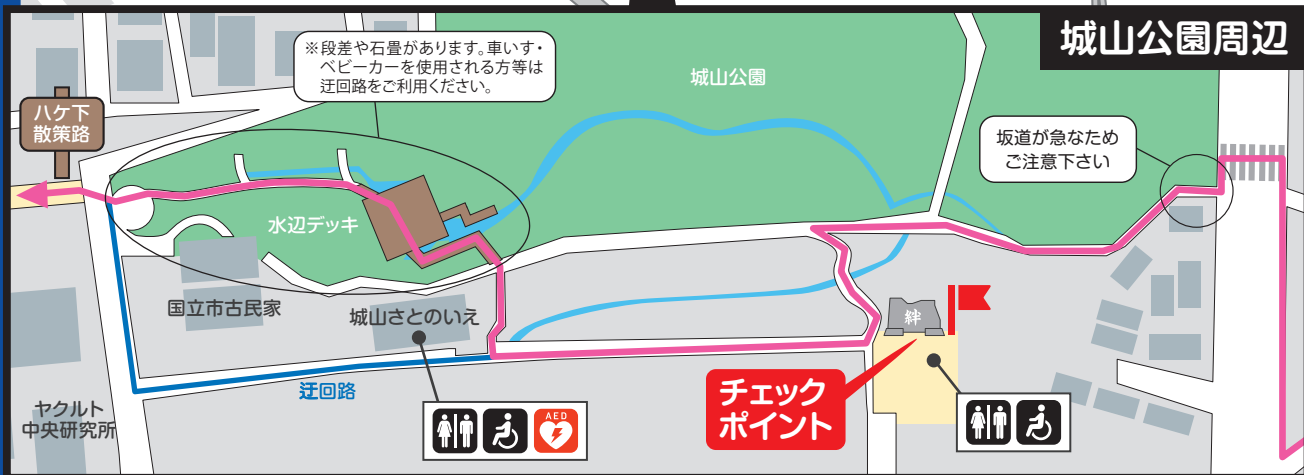 城山公園周辺
※段差や石畳があります。車いす・
ベビーカーを使用される方等は
迂回路をご利用ください。
城山公園
ハケ下
散策路
坂道が急なため
ご注意下さい
水辺デッキ
国立市古民家
城山さとのいえ
絆
迂回路
チェック
ポイント
ヤクルト
中央研究所
AED